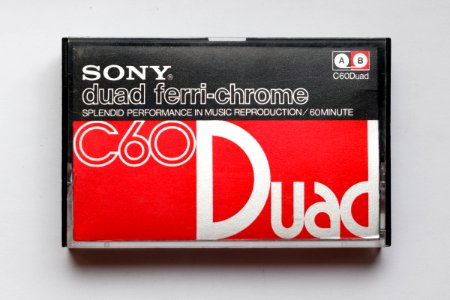 SONY®
A B
C60Duad
duad ferri-chrome
SPLENDID PERFORMANCE IN MUSIC REPRODUCTION/60MINUTE
C60
Duad